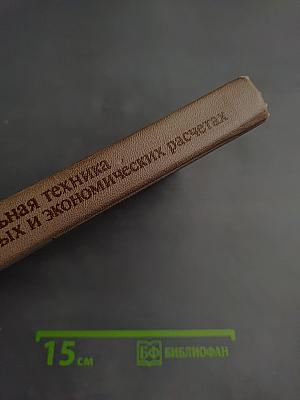 ьная техника
ых и экономических расчетах
15 см
БФ БИБЛИОФАН